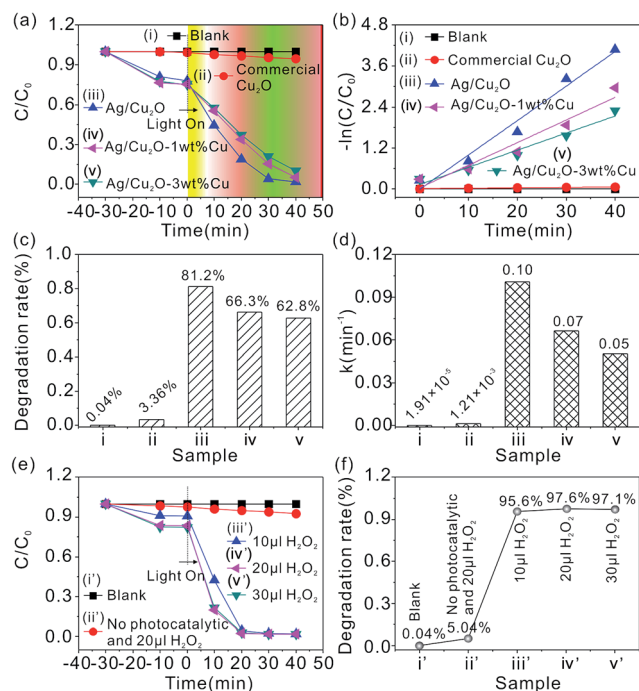 (a)
C/C₀
1.2
0.9
0.6
0.3
0.0
(i)
Blank
(ii)
Commercial
Cu₂O
(iii)
Ag/Cu₂O
Light On
(iv)
Ag/Cu₂O-1wt%Cu
(v)
Ag/Cu₂O-3wt%Cu
-40-30-20-10 0 10 20 30 40 50
Time(min)
(b)
-ln(C/C₀)
4.8
3.6
2.4
1.2
0.0
(i)
Blank
(ii)
Commercial Cu₂O
(iii)
Ag/Cu₂O
(iv)
Ag/Cu₂O-1wt%Cu
(v)
Ag/Cu₂O-3wt%Cu
0 10 20 30 40
Time(min)
(c)
Degradation rate(%)
1.0
0.8
0.6
0.4
0.2
0.0
0.04%
3.36%
81.2%
66.3%
62.8%
i ii iii iv v
Sample
(d)
k(min⁻¹)
0.12
0.09
0.06
0.03
0.00
1.91×10⁻⁵
1.21×10⁻³
0.10
0.07
0.05
i ii iii iv v
Sample
(e)
C/C₀
1.2
0.9
0.6
0.3
0.0
(iii')
10μl H₂O₂
(iv')
20μl H₂O₂
(v')
30μl H₂O₂
Light On
(i')
Blank
(ii')
No photocatalytic
and 20μl H₂O₂
-40-30-20-10 0 10 20 30 40 50
Time(min)
(f)
Degradation rate(%)
1.2
0.9
0.6
0.3
0.0
Blank
0.04%
No photocatalytic
and 20μl H₂O₂
5.04%
95.6%
10μl H₂O₂
97.6%
20μl H₂O₂
97.1%
30μl H₂O₂
i' ii' iii' iv' v'
Sample